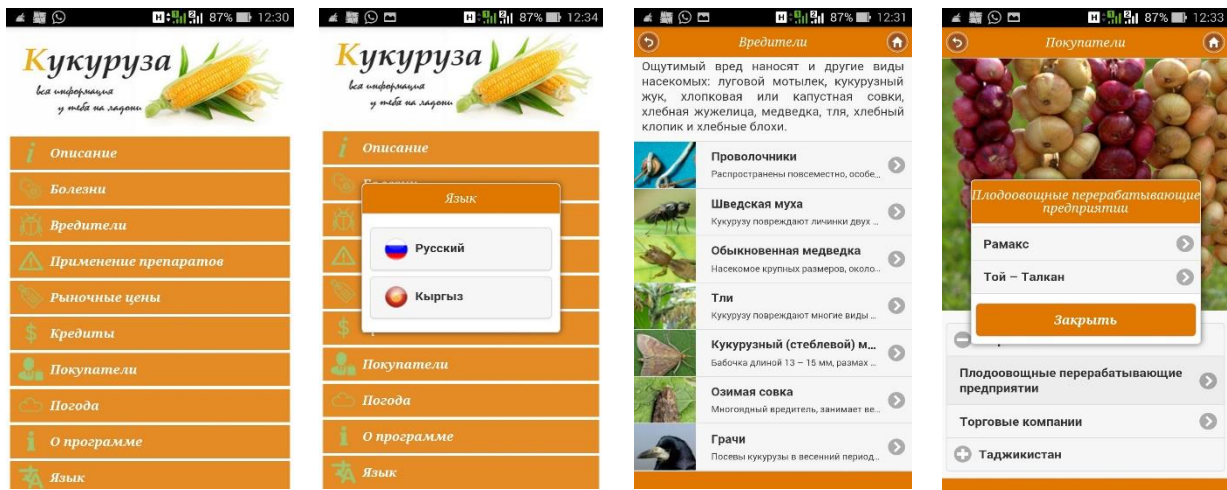 87% 12:30
Кукуруза
вся информация
у тебя на ладони
Описание
Болезни
Вредители
Применение препаратов
Рыночные цены
Кредиты
Покупатели
Погода
О программе
Язык
87% 12:34
Кукуруза
вся информация
у тебя на ладони
Описание
Язык
Русский
Кыргыз
Покупатели
Погода
О программе
Язык
87% 12:31
Вредители
Ощутимый вред наносят и другие виды
насекомых: луговой мотылек, кукурузный
жук, хлопковая или капустная совки,
хлебная жужелица, медведка, тля, хлебный
клопик и хлебные блохи.
Проволочники
Распространены повсеместно, особе...
Шведская муха
Кукурузу повреждают личинки двух ...
Обыкновенная медведка
Насекомое крупных размеров, около...
Тли
Кукурузу повреждают многие виды ...
Кукурузный (стеблевой) м...
Бабочка длиной 13 – 15 мм, размах ...
Озимая совка
Многоядный вредитель, занимает ве...
Грачи
Посевы кукурузы в весенний период...
87% 12:33
Покупатели
Плодоовощные перерабатывающие
предприятии
Рамакс
Той – Талкан
Закрыть
Плодоовощные перерабатывающие
предприятии
Торговые компании
Таджикистан